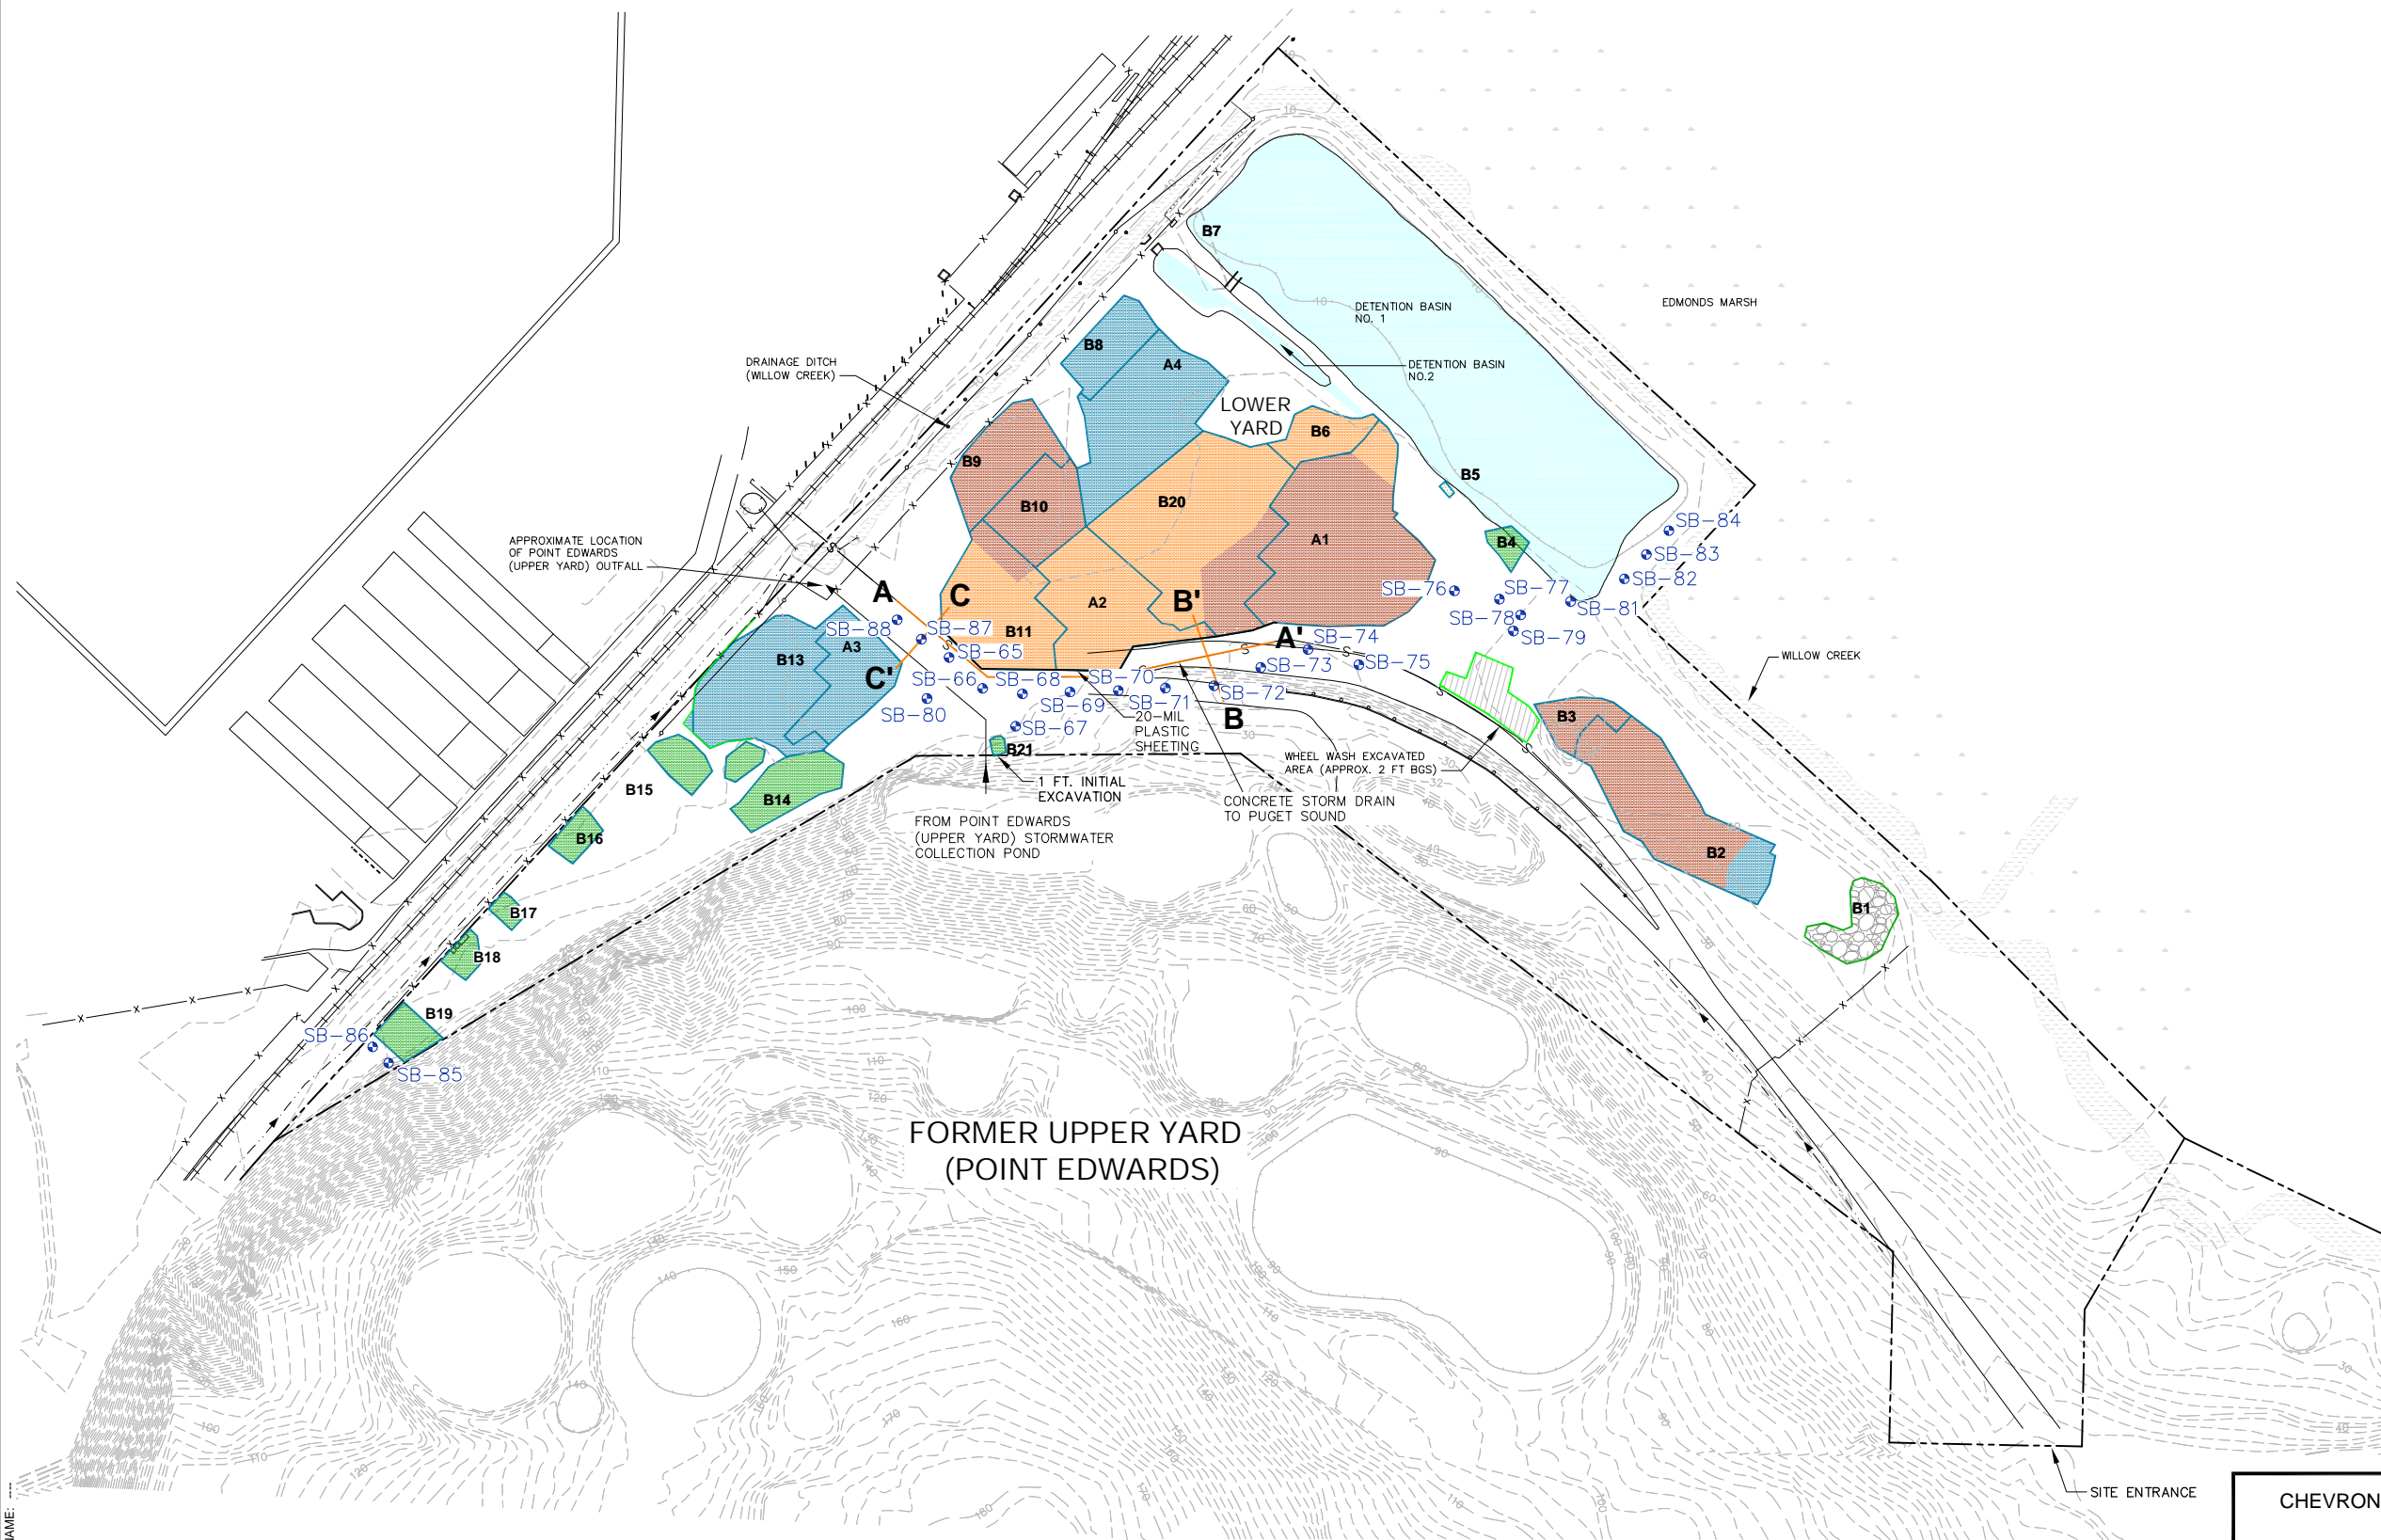 B7
DETENTION BASIN
NO. 1
EDMONDS MARSH
B8
A4
DRAINAGE DITCH
(WILLOW CREEK)
DETENTION BASIN
NO.2
LOWER
YARD
B6
B9
B5
B10
B20
A1
B4
SB-84
SB-83
SB-82
APPROXIMATE LOCATION
OF POINT EDWARDS
(UPPER YARD) OUTFALL
A
C
A2
B'
SB-76
SB-77
SB-78
SB-81
SB-79
SB-88
SB-87
B11
A'
SB-74
B13
A3
SB-65
SB-73
SB-75
WILLOW CREEK
C'
SB-66
SB-68
SB-70
SB-80
SB-69
SB-71
SB-72
SB-67
20-MIL
PLASTIC
SHEETING
B
B3
B21
WHEEL WASH EXCAVATED
AREA (APPROX. 2 FT BGS)
1 FT. INITIAL
EXCAVATION
CONCRETE STORM DRAIN
TO PUGET SOUND
B15
B14
FROM POINT EDWARDS
(UPPER YARD) STORMWATER
COLLECTION POND
B16
B2
B17
B1
B18
B19
SB-86
SB-85
FORMER UPPER YARD
(POINT EDWARDS)
SITE ENTRANCE
CHEVRON
NAME: ----